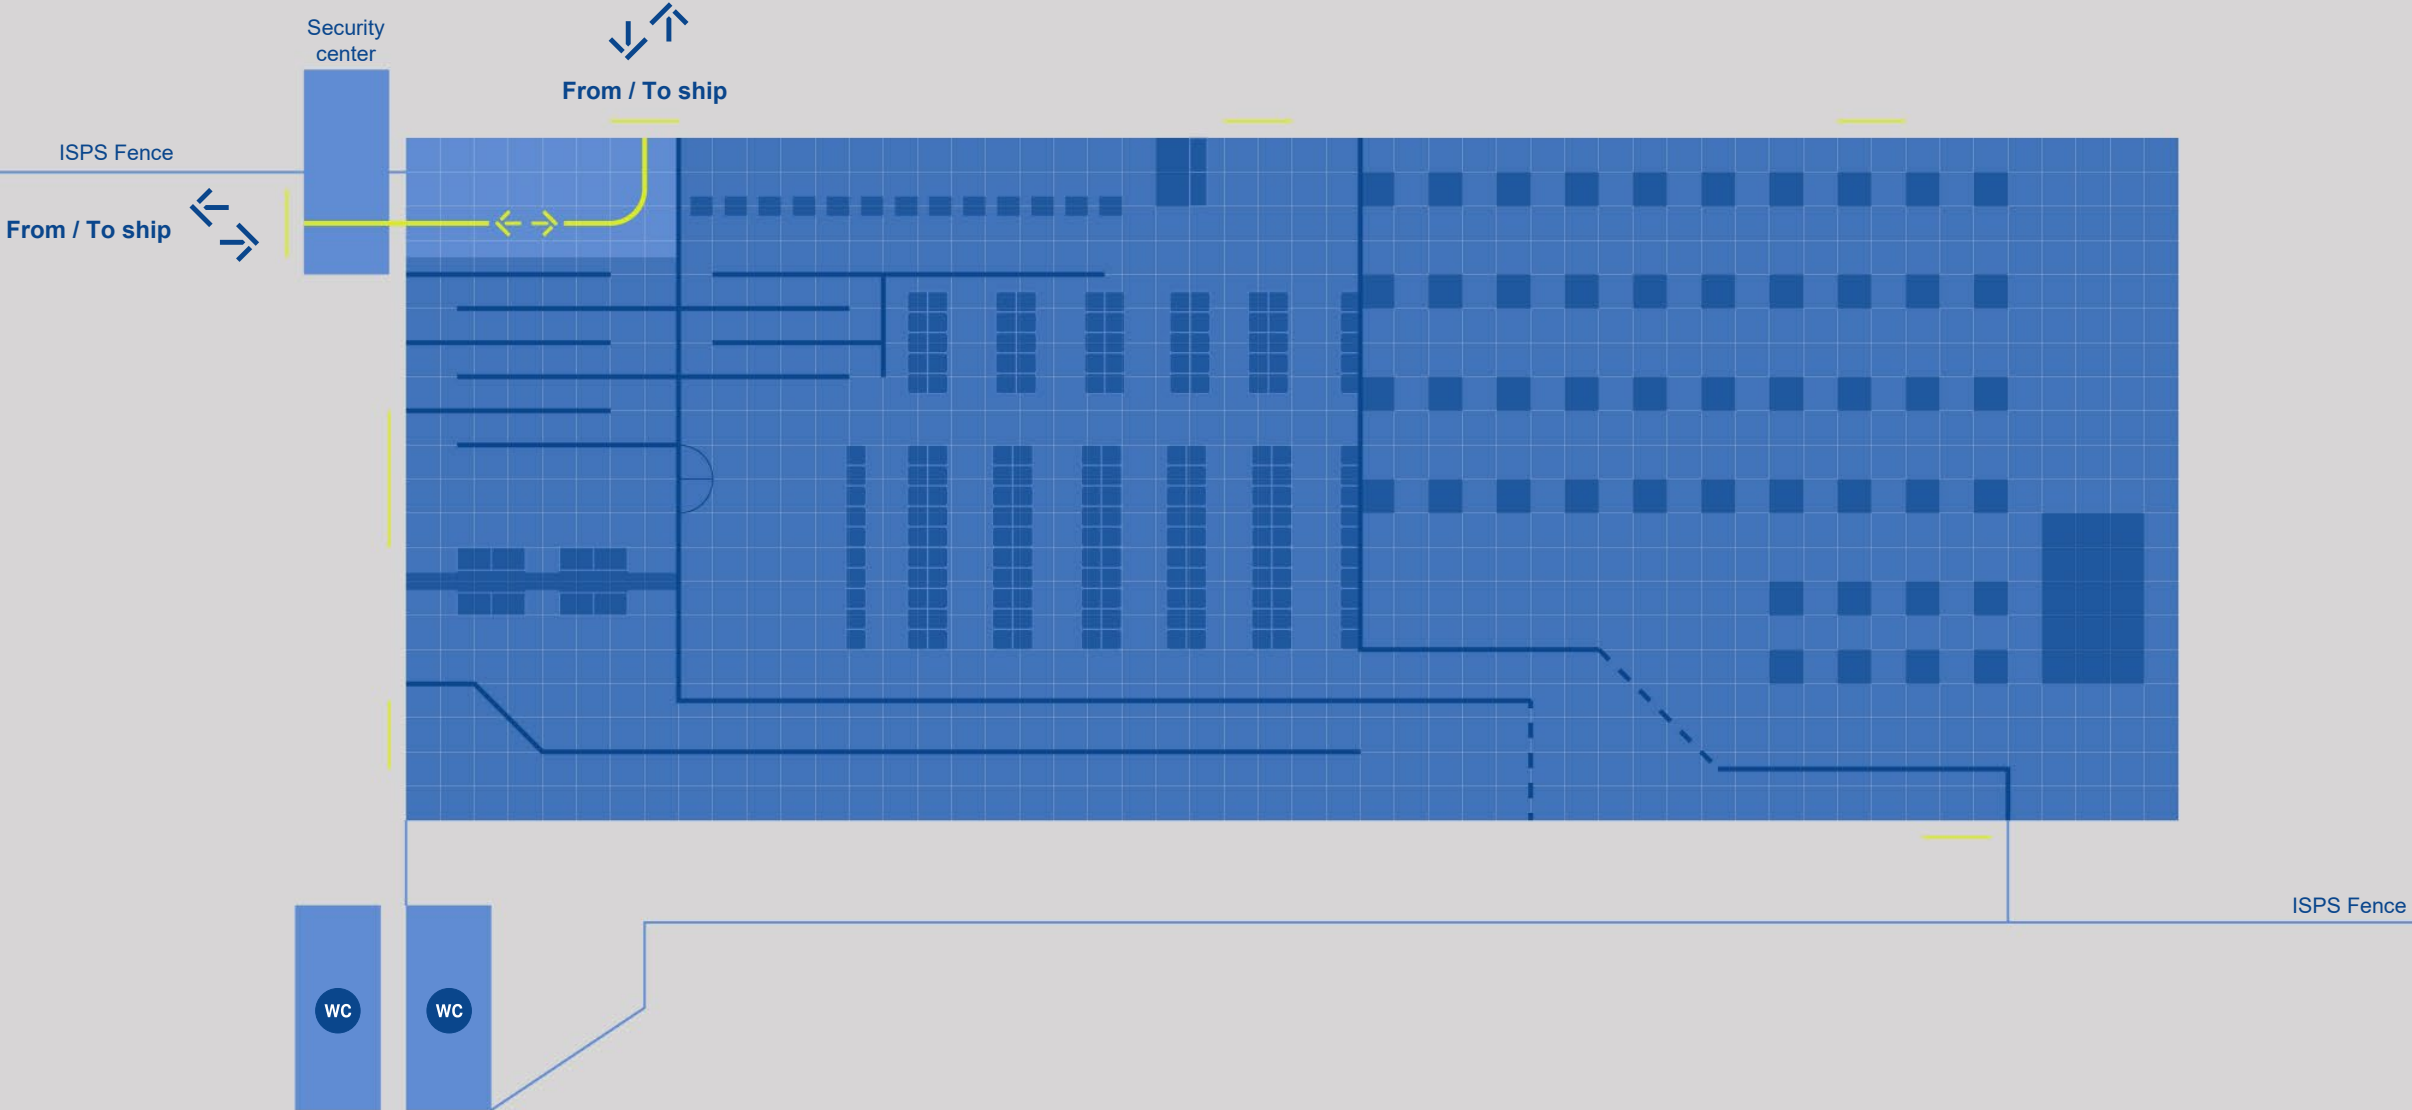 Security
center
From / To ship
ISPS Fence
From / To ship
ISPS Fence
WC
WC